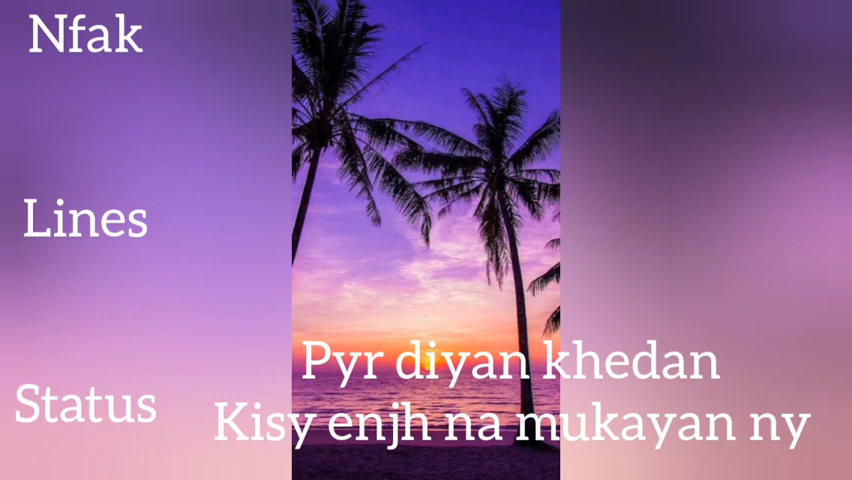 Nfak
Lines
Status
Pyr diyan khedan
Kisy enjh na mukayan ny